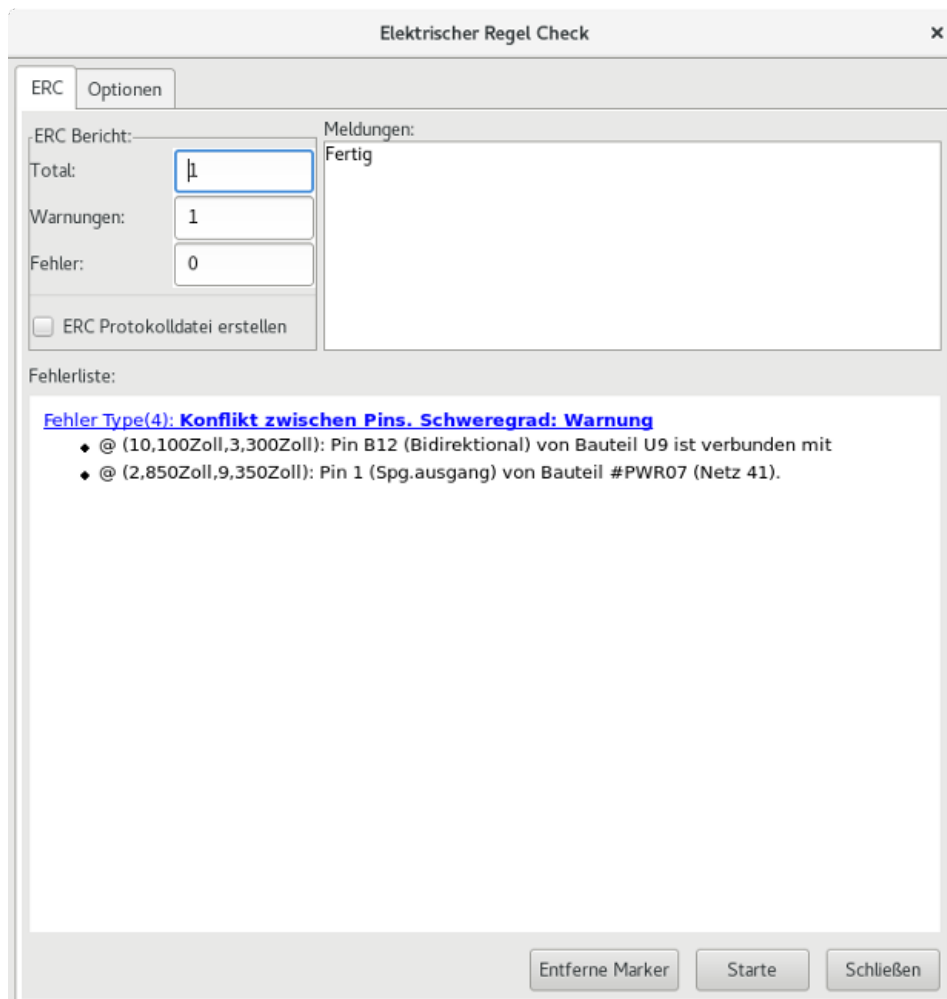 Elektrischer Regel Check
ERC
Optionen
ERC Bericht:
Total:
1
Warnungen:
1
Fehler:
0
ERC Protokolldatei erstellen
Meldungen:
Fertig
Fehlerliste:
Fehler Type(4): Konflikt zwischen Pins. Schweregrad: Warnung
@ (10,100Zoll,3,300Zoll): Pin B12 (Bidirektional) von Bauteil U9 ist verbunden mit
@ (2,850Zoll,9,350Zoll): Pin 1 (Spg.ausgang) von Bauteil #PWR07 (Netz 41).
Entferne Marker
Starte
Schließen